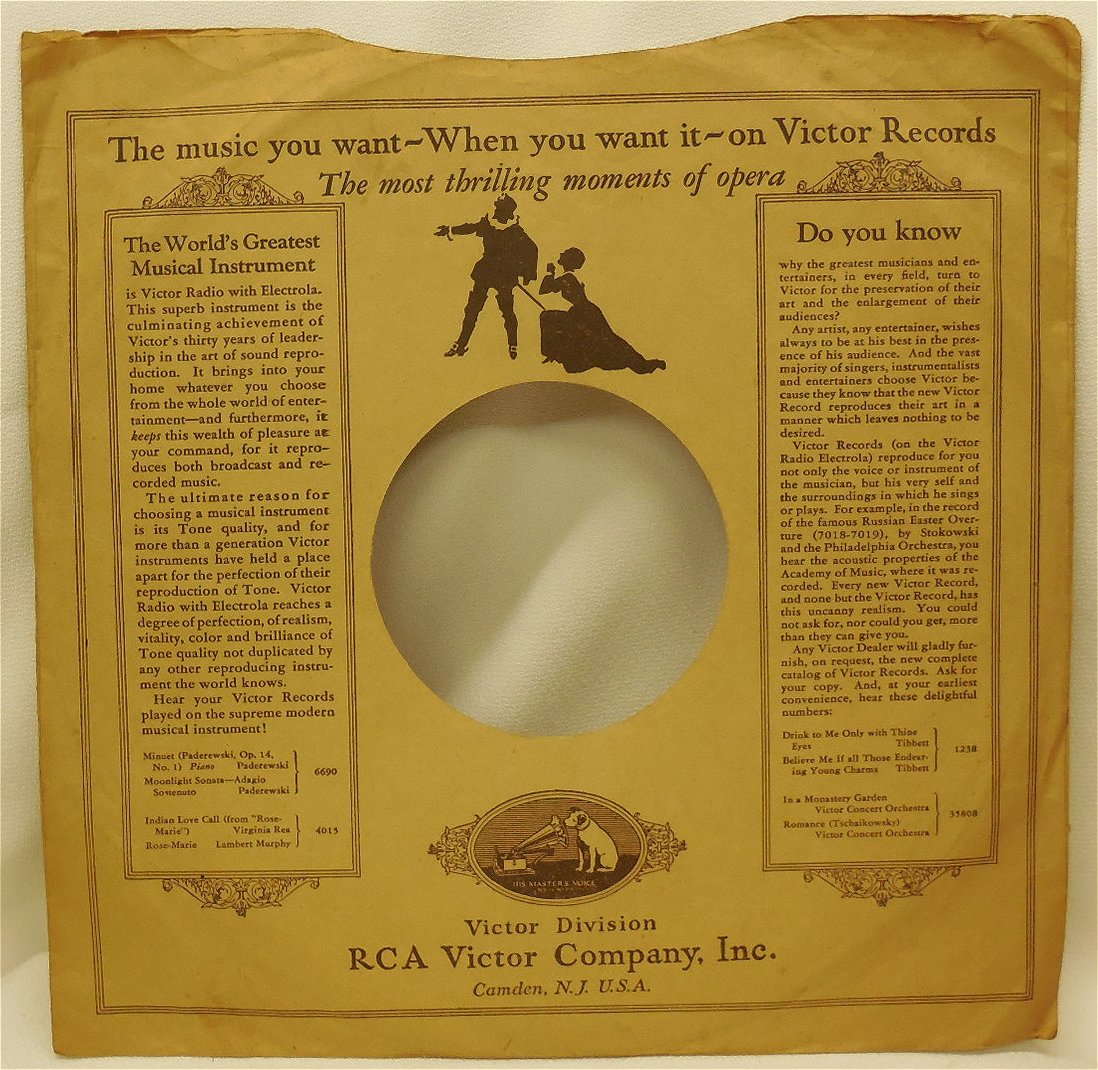 The music you want~When you want it~on Victor Records
The most thrilling moments of opera
The World's Greatest
Musical Instrument
is Victor Radio with Electrola.
This superb instrument is the
culminating achievement of
Victor's thirty years of leader-
ship in the art of sound repro-
duction. It brings into your
home whatever you choose
from the whole world of enter-
tainment—and furthermore, it
keeps this wealth of pleasure at
your command, for it repro-
duces both broadcast and re-
corded music.
The ultimate reason for
choosing a musical instrument
is its Tone quality, and for
more than a generation Victor
instruments have held a place
apart for the perfection of their
reproduction of Tone. Victor
Radio with Electrola reaches a
degree of perfection, of realism,
vitality, color and brilliance of
Tone quality not duplicated by
any other reproducing instru-
ment the world knows.
Hear your Victor Records
played on the supreme modern
musical instrument!
Minuet (Paderewski, Op. 14,
No. 1) Piano Paderewski
6690
Moonlight Sonata—Adagio
Sostenuto Paderewski
Indian Love Call (from "Rose-
Marie") Virginia Rea
4015
Rose-Marie Lambert Murphy
Do you know
why the greatest musicians and en-
tertainers, in every field, turn to
Victor for the preservation of their
art and the enlargement of their
audiences?
Any artist, any entertainer, wishes
always to be at his best in the pres-
ence of his audience. And the vast
majority of singers, instrumentalists
and entertainers choose Victor be-
cause they know that the new Victor
Record reproduces their art in a
manner which leaves nothing to be
desired.
Victor Records (on the Victor
Radio Electrola) reproduce for you
not only the voice or instrument of
the musician, but his very self and
the surroundings in which he sings
or plays. For example, in the record
of the famous Russian Easter Over-
ture (7018-7019), by Stokowski
and the Philadelphia Orchestra, you
hear the acoustic properties of the
Academy of Music, where it was re-
corded. Every new Victor Record,
and none but the Victor Record, has
this uncanny realism. You could
not ask for, nor could you get, more
than they can give you.
Any Victor Dealer will gladly fur-
nish, on request, the new complete
catalog of Victor Records. Ask for
your copy. And, at your earliest
convenience, hear these delightful
numbers:
Drink to Me Only with Thine
Eyes Tibbett
1238
Believe Me If all Those Endear-
ing Young Charms Tibbett
In a Monastery Garden
Victor Concert Orchestra
35808
Romance (Tschaikowsky)
Victor Concert Orchestra
HIS MASTER'S VOICE
Victor Division
RCA Victor Company, Inc.
Camden, N.J. U.S.A.